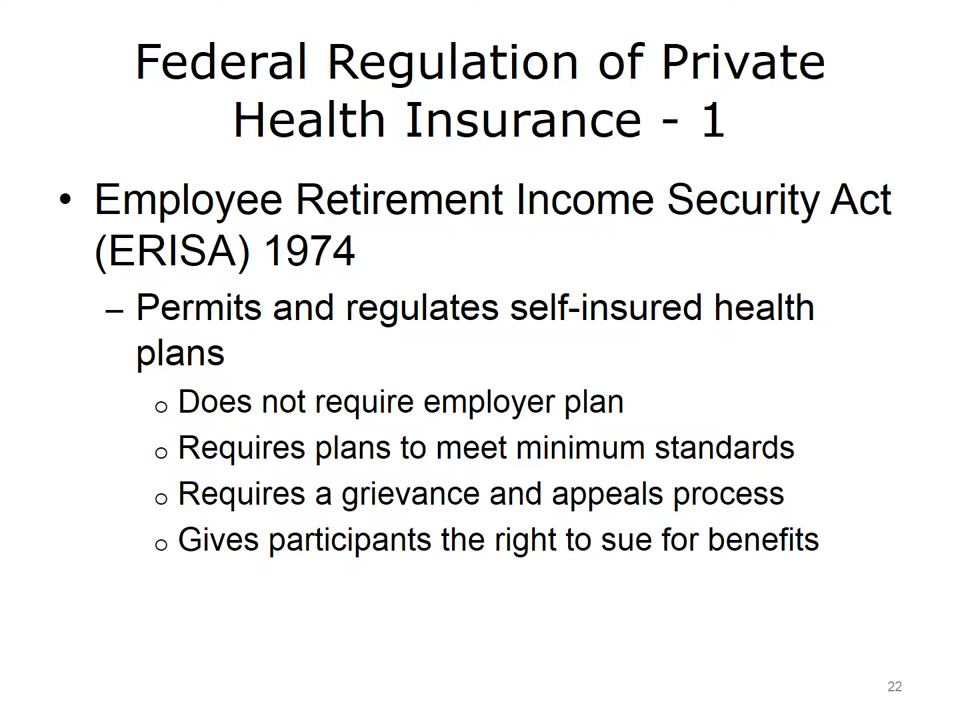 Federal Regulation of Private
Health Insurance - 1
• Employee Retirement Income Security Act
(ERISA) 1974
– Permits and regulates self-insured health
plans
o Does not require employer plan
o Requires plans to meet minimum standards
o Requires a grievance and appeals process
o Gives participants the right to sue for benefits
22